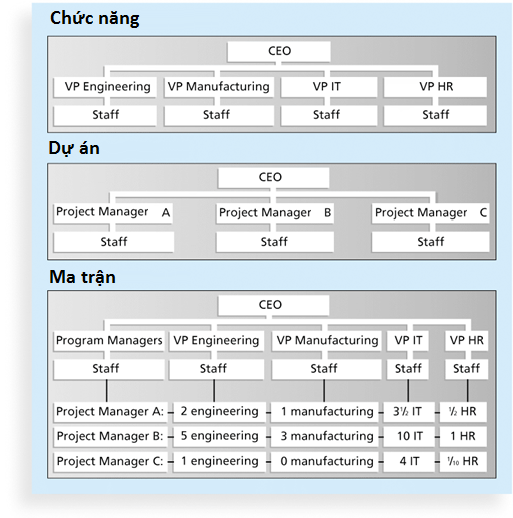 Chức năng
CEO
VP Engineering VP Manufacturing VP IT VP HR
Staff Staff Staff Staff
Dự án
CEO
Project Manager A Project Manager B Project Manager C
Staff Staff Staff
Ma trận
CEO
Program Managers VP Engineering VP Manufacturing VP IT VP HR
Staff Staff Staff Staff Staff
Project Manager A: 2 engineering 1 manufacturing 3½ IT ½ HR
Project Manager B: 5 engineering 3 manufacturing 10 IT 1 HR
Project Manager C: 1 engineering 0 manufacturing 4 IT 1/10 HR